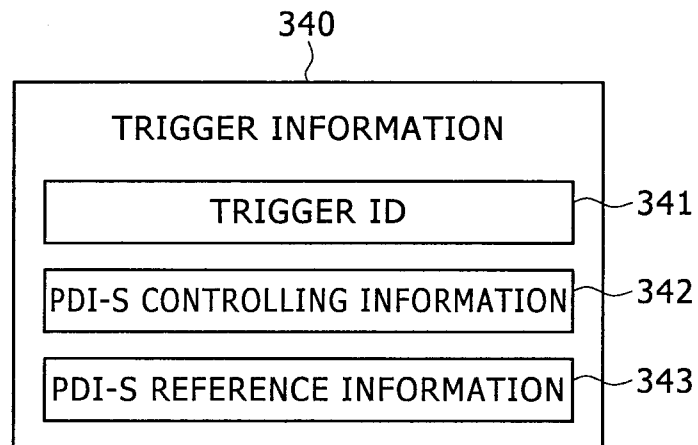 340
TRIGGER INFORMATION
TRIGGER ID
341
PDI-S CONTROLLING INFORMATION
342
PDI-S REFERENCE INFORMATION
343